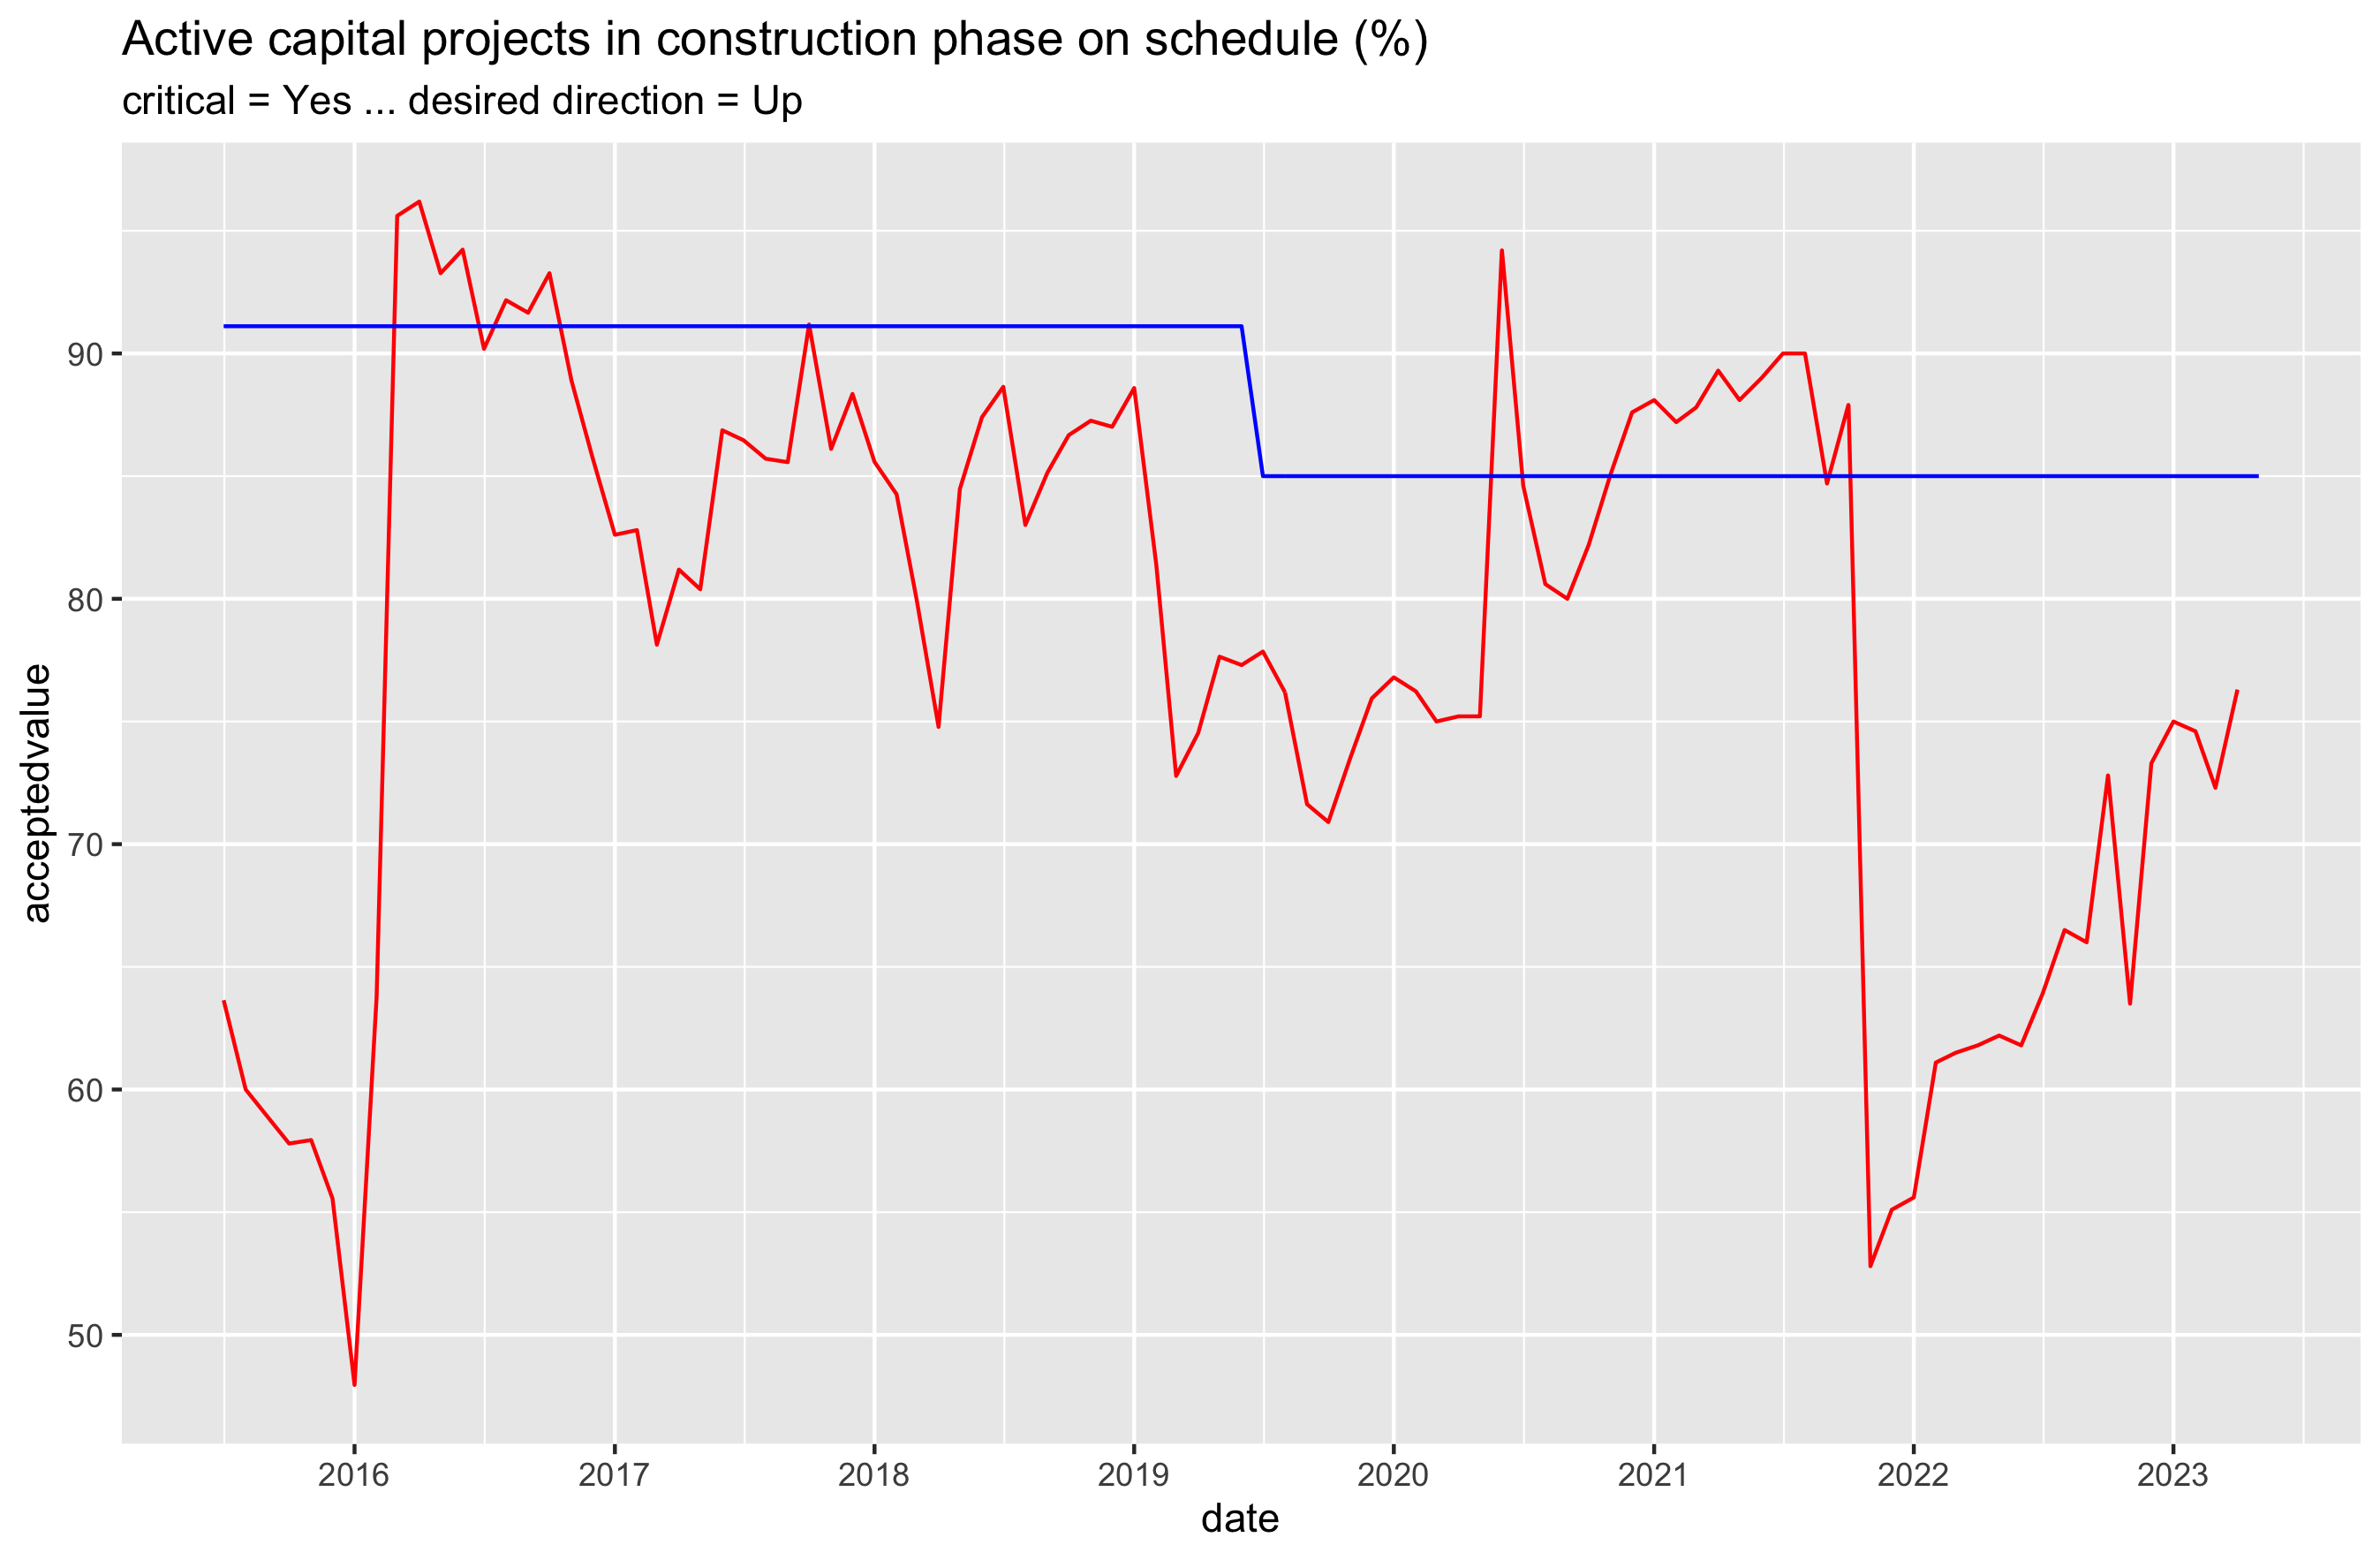 Active capital projects in construction phase on schedule (%)
critical = Yes ... desired direction = Up
acceptedvalue
90
80
70
60
50
2016 2017 2018 2019 2020 2021 2022 2023
date